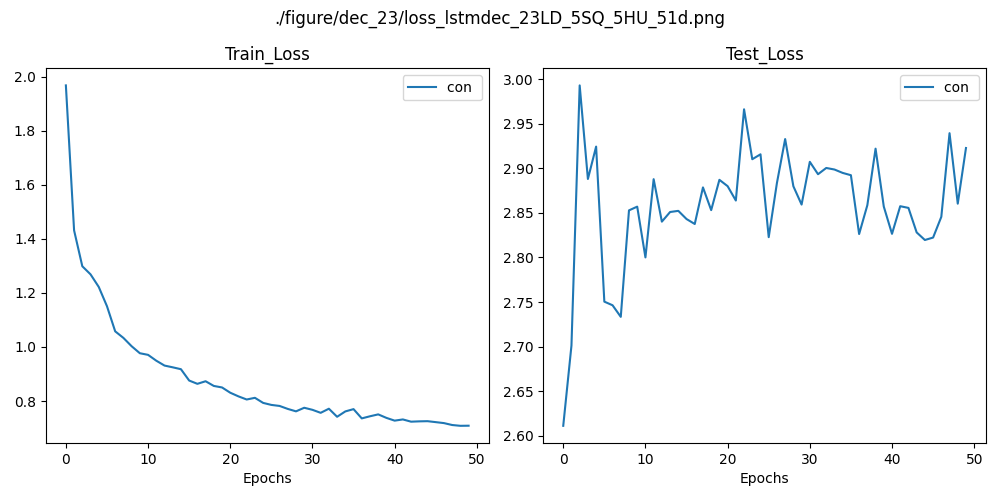 ./figure/dec_23/loss_lstmdec_23LD_5SQ_5HU_51d.png
Train_Loss
con
2.0
1.8
1.6
1.4
1.2
1.0
0.8
0 10 20 30 40 50
Epochs
Test_Loss
con
3.00
2.95
2.90
2.85
2.80
2.75
2.70
2.65
2.60
0 10 20 30 40 50
Epochs